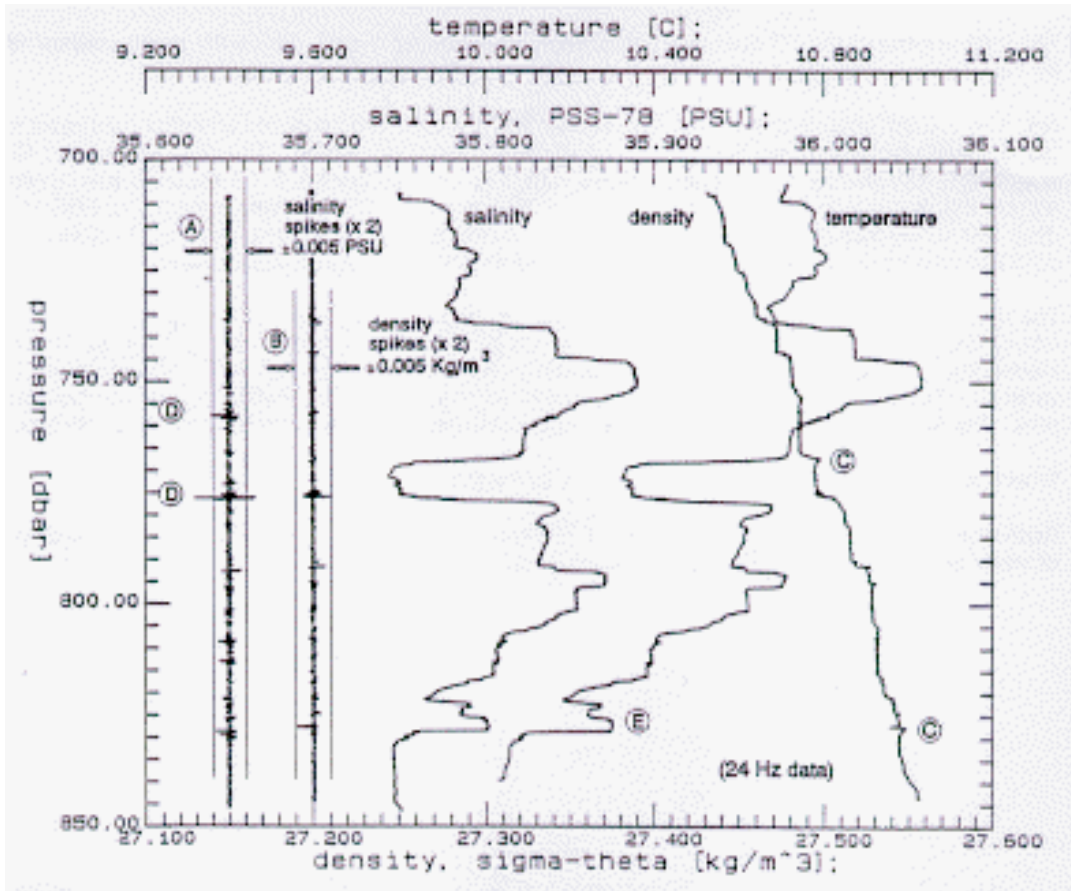 temperature [C]:
9.200 9.600 10.000 10.400 10.800 11.200
salinity, PSS-78 [PSU]:
35.600 35.700 35.800 35.900 36.000 36.100
700.00
salinity
spikes (x 2)
±0.005 PSU
A
salinity
density
temperature
density
spikes (x 2)
±0.005 Kg/m³
B
pressure [dbar]
750.00
D
C
D
800.00
E
C
(24 Hz data)
850.00
27.100 27.200 27.300 27.400 27.500 27.600
density, sigma-theta [kg/m^3]: